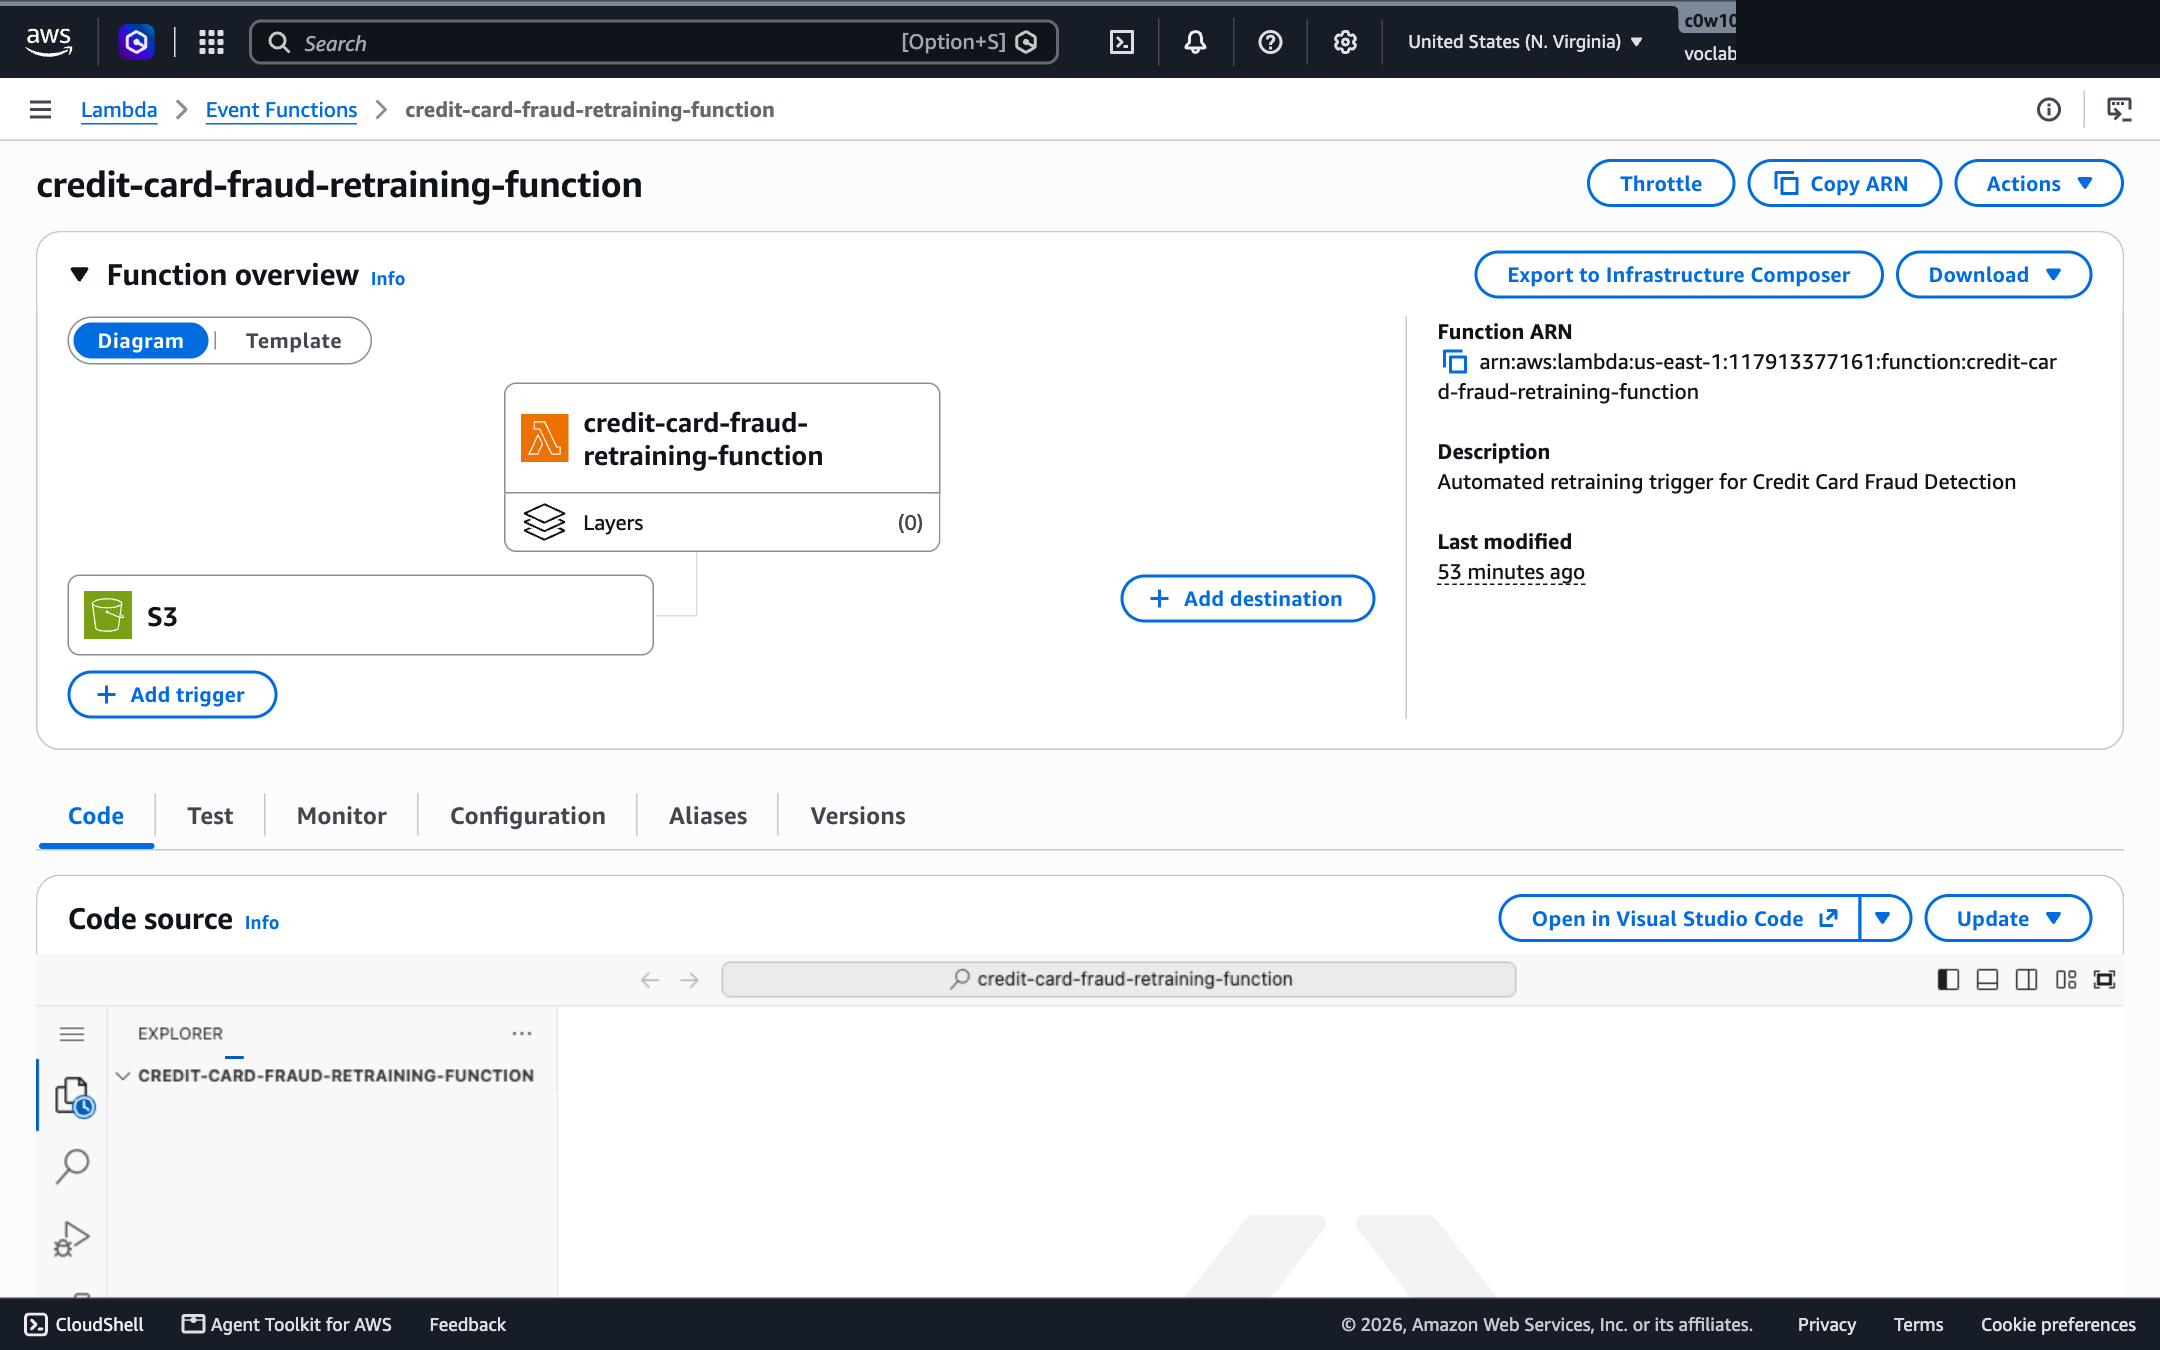 aws
Search [Option+S]
United States (N. Virginia)
c0w10
voclab
Lambda
Event Functions
credit-card-fraud-retraining-function
credit-card-fraud-retraining-function
Throttle
Copy ARN
Actions
Function overview Info
Export to Infrastructure Composer
Download
Diagram
Template
credit-card-fraud-
retraining-function
Layers (0)
S3
Add trigger
Add destination
Function ARN
arn:aws:lambda:us-east-1:117913377161:function:credit-car
d-fraud-retraining-function
Description
Automated retraining trigger for Credit Card Fraud Detection
Last modified
53 minutes ago
Code
Test
Monitor
Configuration
Aliases
Versions
Code source Info
Open in Visual Studio Code
Update
credit-card-fraud-retraining-function
EXPLORER
CREDIT-CARD-FRAUD-RETRAINING-FUNCTION
CloudShell
Agent Toolkit for AWS
Feedback
© 2026, Amazon Web Services, Inc. or its affiliates.
Privacy
Terms
Cookie preferences